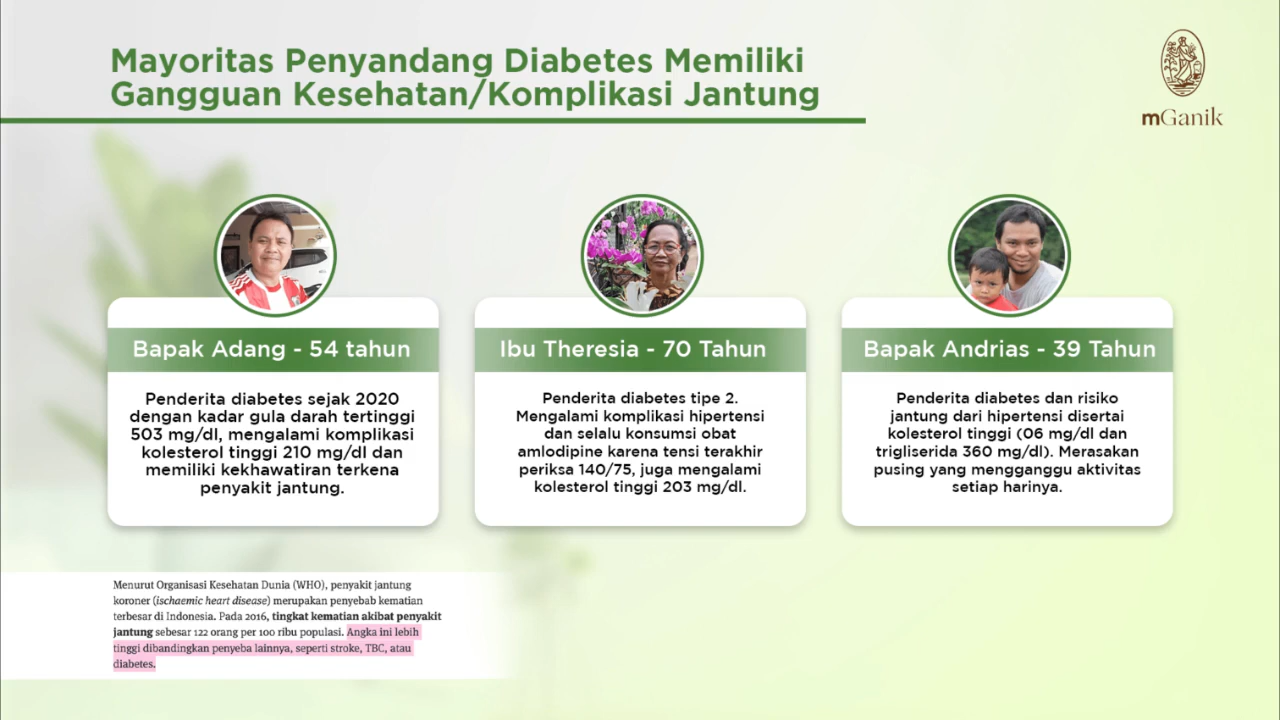 Mayoritas Penyandang Diabetes Memiliki
Gangguan Kesehatan/Komplikasi Jantung
mGanik
Bapak Adang - 54 tahun
Penderita diabetes sejak 2020
dengan kadar gula darah tertinggi
503 mg/dl, mengalami komplikasi
kolesterol tinggi 210 mg/dl dan
memiliki kekhawatiran terkena
penyakit jantung.
Ibu Theresia - 70 Tahun
Penderita diabetes tipe 2.
Mengalami komplikasi hipertensi
dan selalu konsumsi obat
amlodipine karena tensi terakhir
periksa 140/75, juga mengalami
kolesterol tinggi 203 mg/dl.
Bapak Andrias - 39 Tahun
Penderita diabetes dan risiko
jantung dari hipertensi disertai
kolesterol tinggi (06 mg/dl dan
trigliserida 360 mg/dl). Merasakan
pusing yang mengganggu aktivitas
setiap harinya.
Menurut Organisasi Kesehatan Dunia (WHO), penyakit jantung
koroner (ischaemic heart disease) merupakan penyebab kematian
terbesar di Indonesia. Pada 2016, tingkat kematian akibat penyakit
jantung sebesar 122 orang per 100 ribu populasi. Angka ini lebih
tinggi dibandingkan penyeba lainnya, seperti stroke, TBC, atau
diabetes.